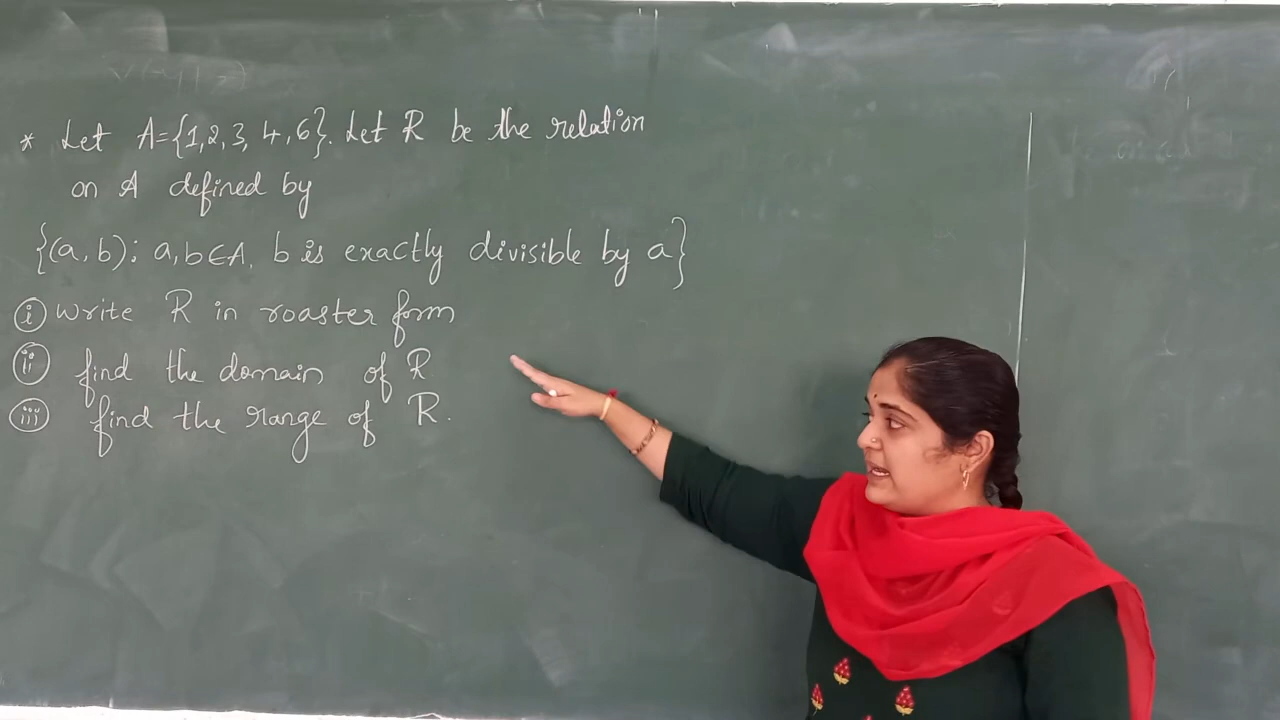 * Let A={1,2,3,4,6}. Let R be the relation
on A defined by
{(a,b): a,b∈A, b is exactly divisible by a}
(i) write R in roaster form
(ii) find the domain of R
(iii) find the range of R.